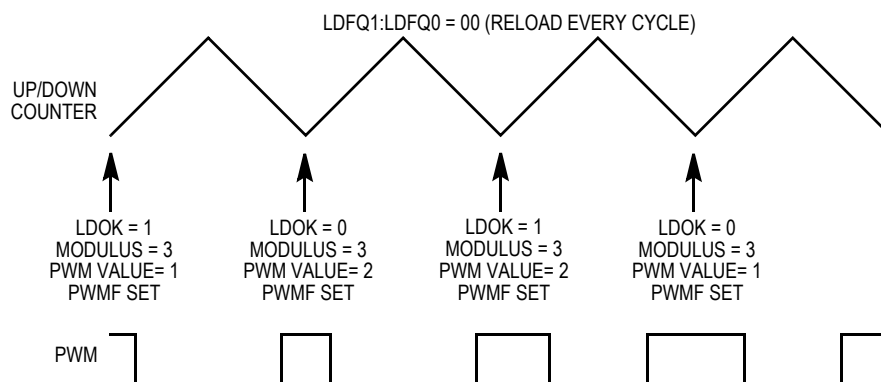 LDFQ1:LDFQ0 = 00 (RELOAD EVERY CYCLE)
UP/DOWN
COUNTER
LDOK = 1
MODULUS = 3
PWM VALUE= 1
PWMF SET
LDOK = 0
MODULUS = 3
PWM VALUE= 2
PWMF SET
LDOK = 1
MODULUS = 3
PWM VALUE= 2
PWMF SET
LDOK = 0
MODULUS = 3
PWM VALUE= 1
PWMF SET
PWM